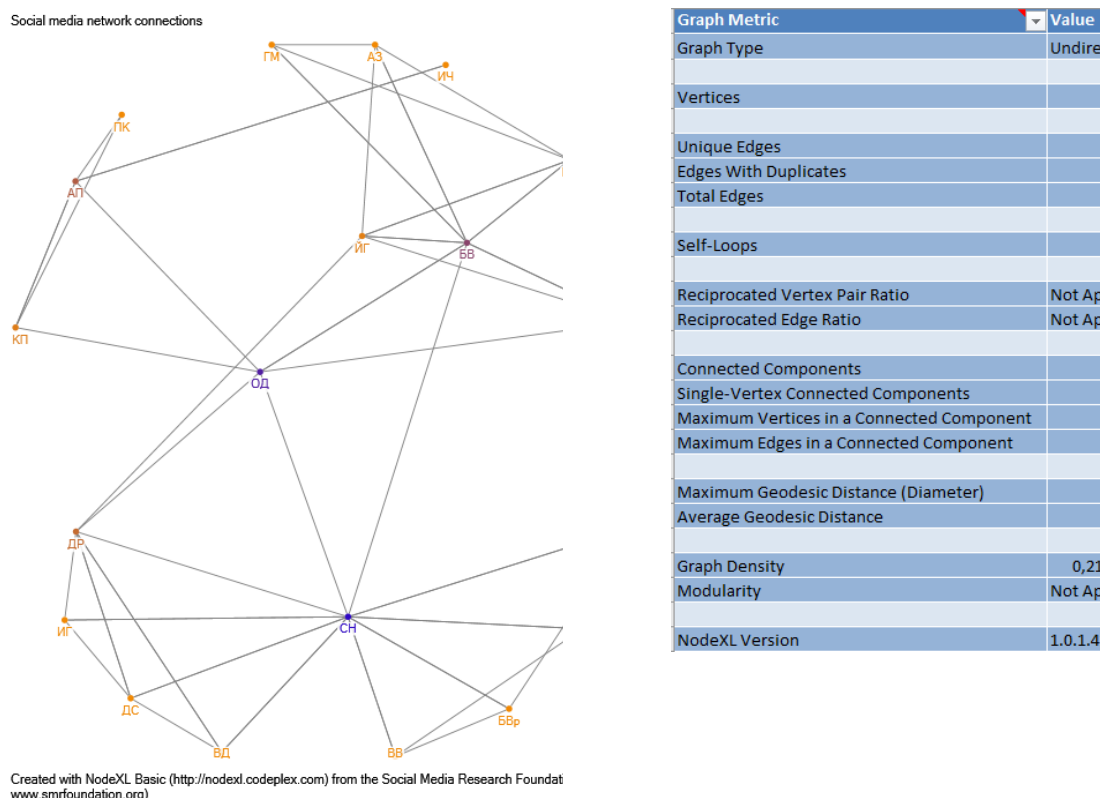 Social media network connections
ГМ
АЗ
ИЧ
ПК
АП
ЙГ
БВ
КП
ОД
ДР
ИГ
СН
ДС
БВр
ВД
ВВ
Created with NodeXL Basic (http://nodexl.codeplex.com) from the Social Media Research Foundati
www.smrfoundation.org)
Graph Metric Value
Graph Type Undire
Vertices
Unique Edges
Edges With Duplicates
Total Edges
Self-Loops
Reciprocated Vertex Pair Ratio Not Ap
Reciprocated Edge Ratio Not Ap
Connected Components
Single-Vertex Connected Components
Maximum Vertices in a Connected Component
Maximum Edges in a Connected Component
Maximum Geodesic Distance (Diameter)
Average Geodesic Distance
Graph Density 0,21
Modularity Not Ap
NodeXL Version 1.0.1.4